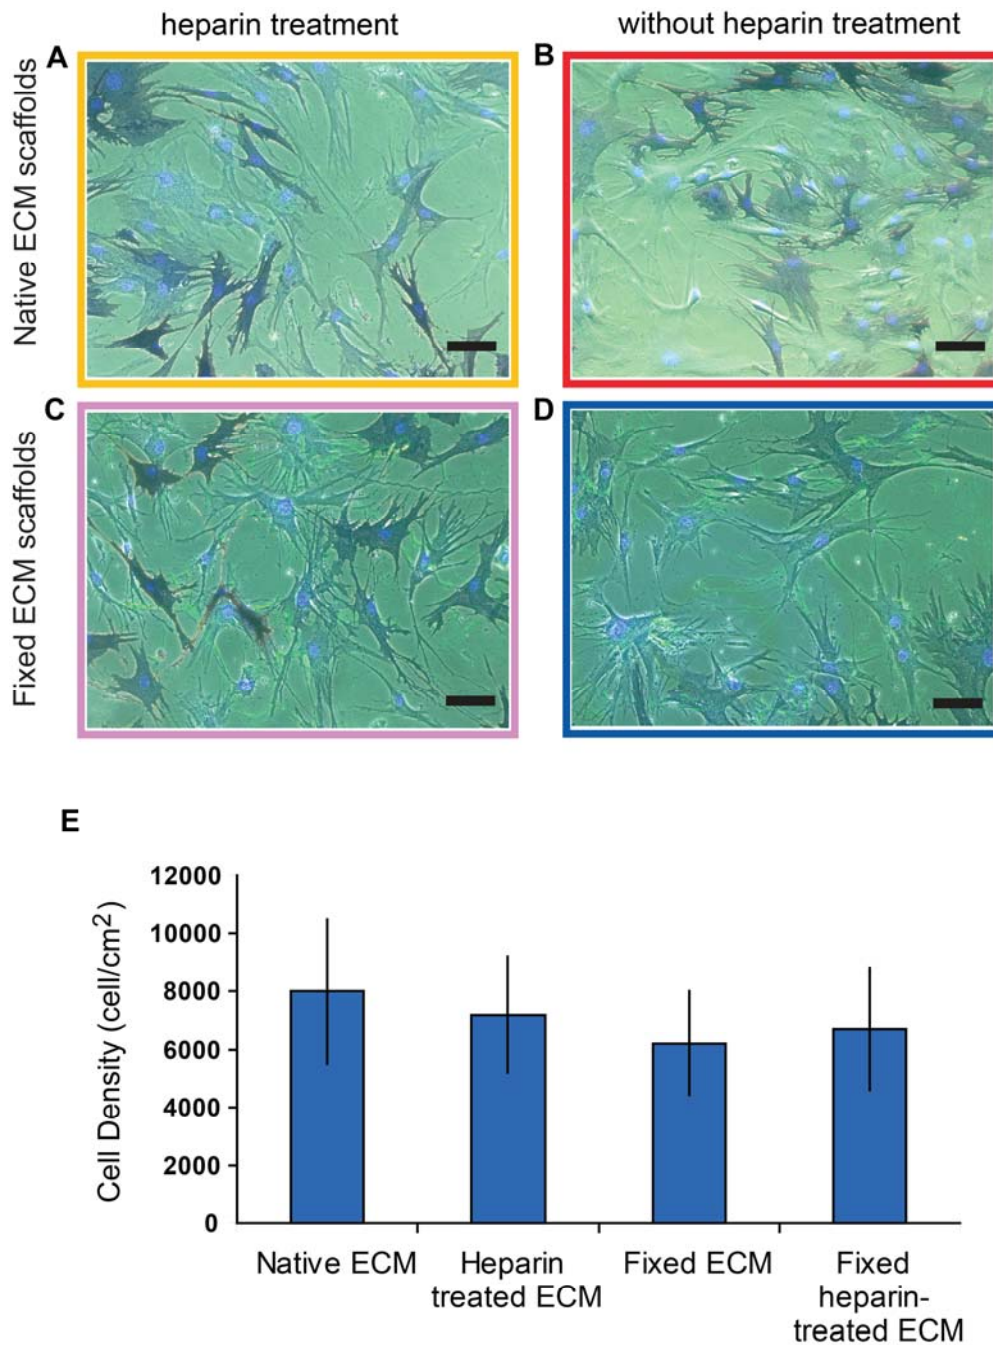 heparin treatment
without heparin treatment
A
B
Native ECM scaffolds
C
D
Fixed ECM scaffolds
E
Cell Density (cell/cm²)
12000
10000
8000
6000
4000
2000
0
Native ECM
Heparin
treated ECM
Fixed ECM
Fixed
heparin-
treated ECM